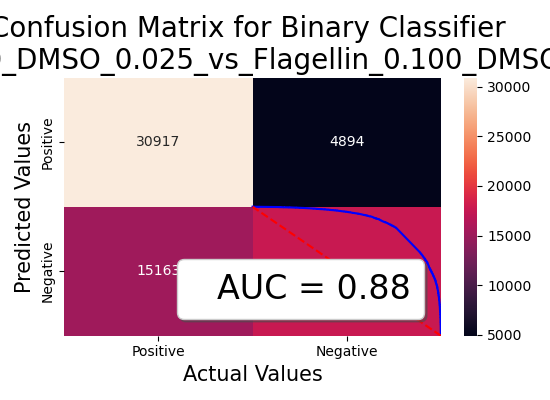 Confusion Matrix for Binary Classifier
_DMSO_0.025_vs_Flagellin_0.100_DMSO
Predicted Values
Positive
Negative
30917
4894
15163
AUC = 0.88
Positive
Negative
Actual Values
30000
25000
20000
15000
10000
5000